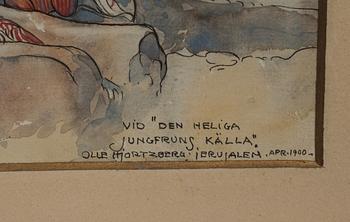 VID "DEN HELIGA
JUNGFRUNS KÄLLA".
OLLE HJORTZBERG. JERUSALEM. APR. 1900.